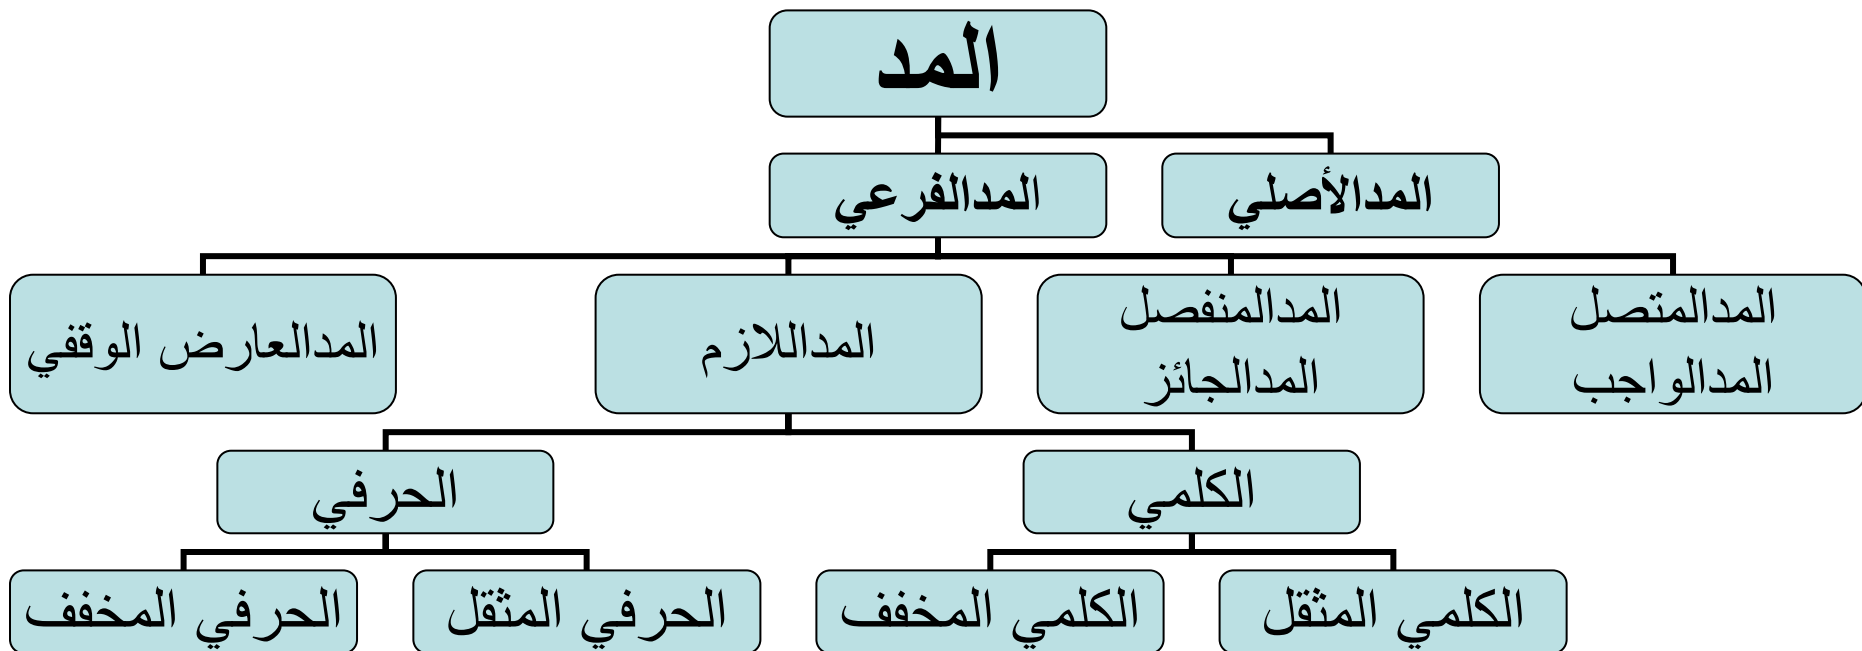 المد
المدالأصلي
المدالفرعي
المدالمتصل
المدالواجب
المدالمنفصل
المدالجائز
المداللازم
المدالعارض الوقفي
الكلمي
الحرفي
الكلمي المثقل
الكلمي المخفف
الحرفي المثقل
الحرفي المخفف